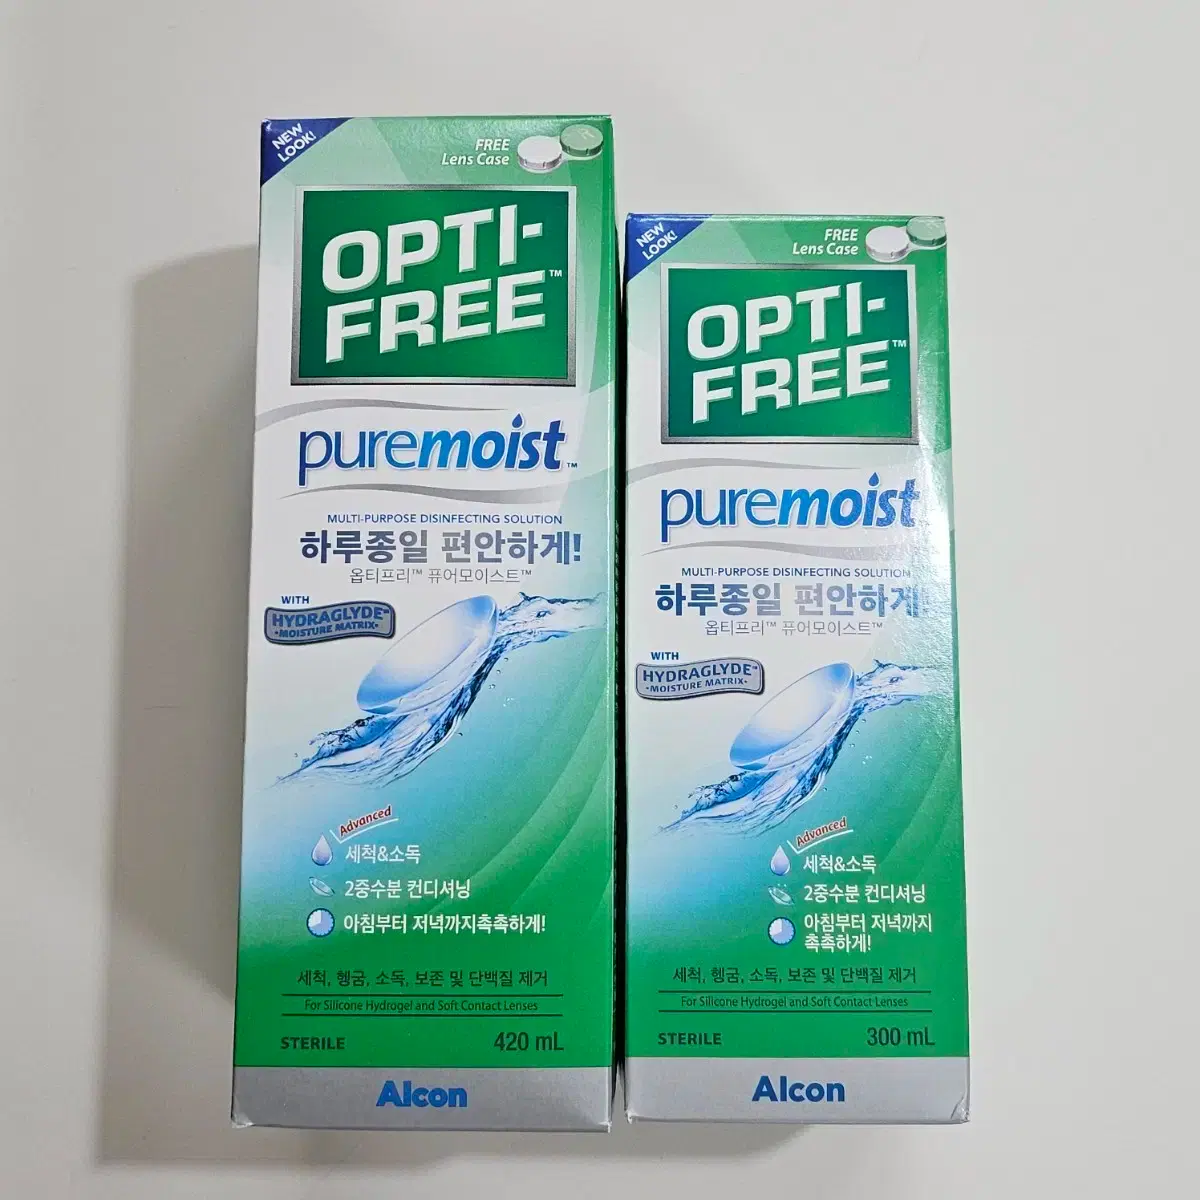 NEW
LOOK!
FREE
Lens Case
OPTI-
FREE™
puremoist™
MULTI-PURPOSE DISINFECTING SOLUTION
하루종일 편안하게!
옵티프리™ 퓨어모이스트™
WITH
HYDRAGLYDE™
•MOISTURE MATRIX•
Advanced
세척&소독
2중수분 컨디셔닝
아침부터 저녁까지촉촉하게!
세척, 헹굼, 소독, 보존 및 단백질 제거
For Silicone Hydrogel and Soft Contact Lenses
STERILE 420 mL
Alcon
NEW
LOOK!
FREE
Lens Case
OPTI-
FREE™
puremoist
MULTI-PURPOSE DISINFECTING SOLUTION
하루종일 편안하게!
옵티프리™ 퓨어모이스트™
WITH
HYDRAGLYDE™
•MOISTURE MATRIX•
Advanced
세척&소독
2중수분 컨디셔닝
아침부터 저녁까지
촉촉하게!
세척, 헹굼, 소독, 보존 및 단백질 제거
For Silicone Hydrogel and Soft Contact Lenses
STERILE 300 mL
Alcon